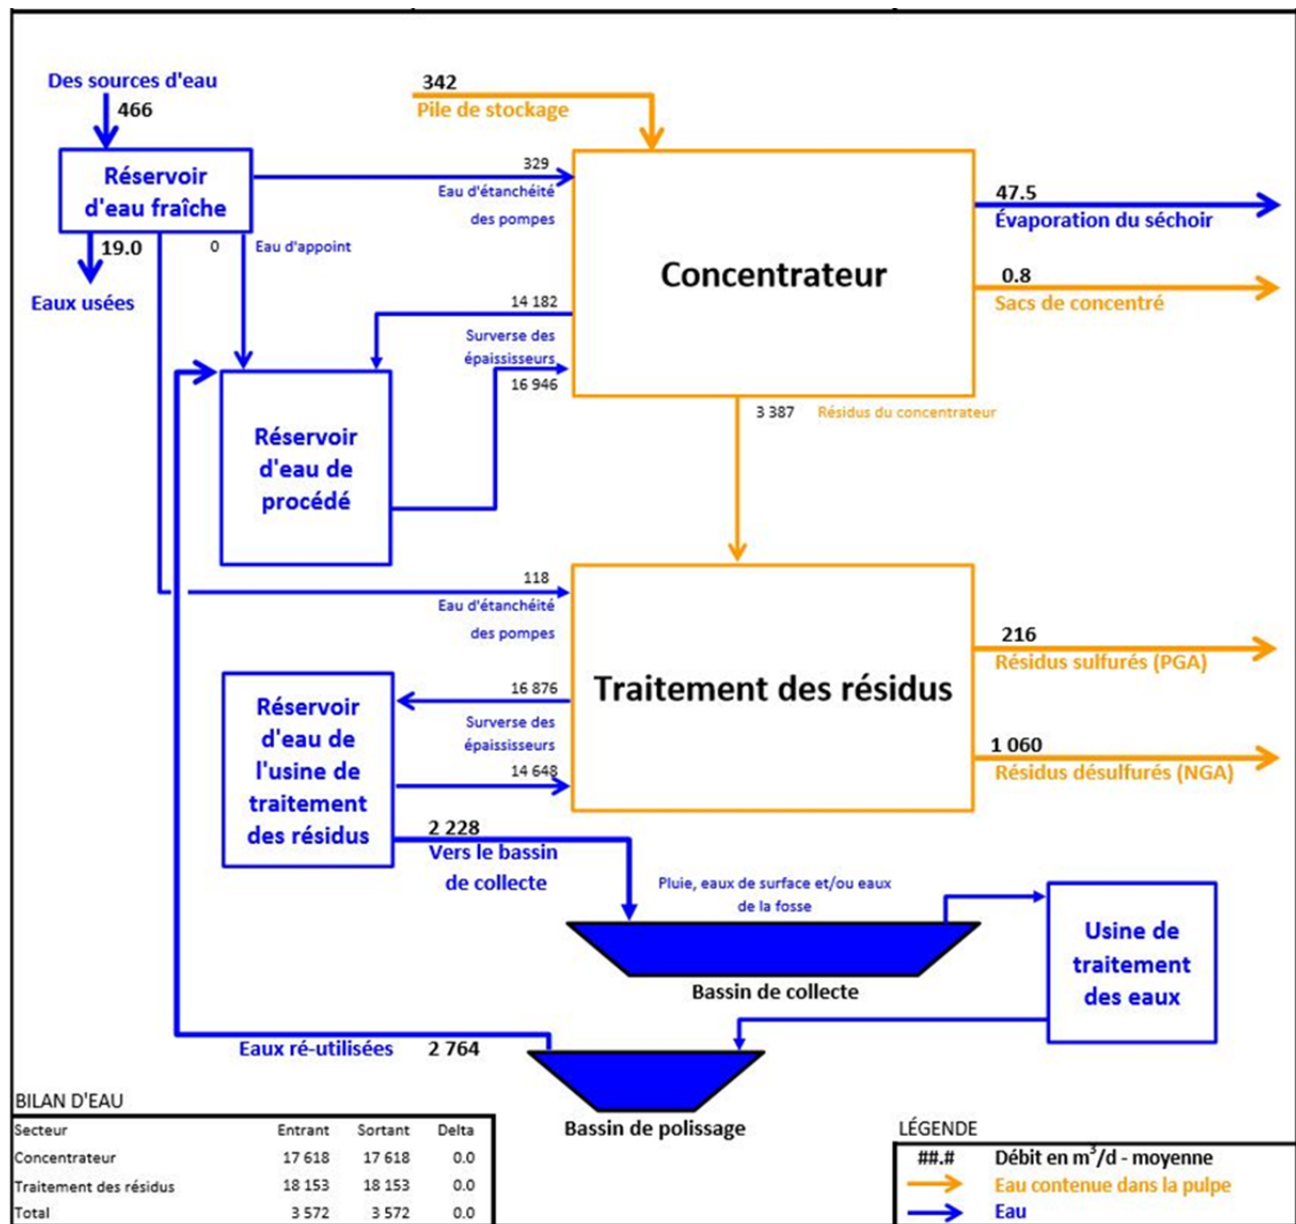 Des sources d'eau
466
342
Pile de stockage
Réservoir
d'eau fraîche
329
Eau d'étanchéité
des pompes
Concentrateur
47.5
Évaporation du séchoir
19.0
0
Eau d'appoint
Eaux usées
0.8
Sacs de concentré
14 182
Surverse des
épaississeurs
16 946
3 387
Résidus du concentrateur
Réservoir
d'eau de
procédé
118
Eau d'étanchéité
des pompes
Traitement des résidus
216
Résidus sulfurés (PGA)
1 060
Résidus désulfurés (NGA)
Réservoir
d'eau de
l'usine de
traitement
des résidus
16 876
Surverse des
épaississeurs
14 648
2 228
Vers le bassin
de collecte
Pluie, eaux de surface et/ou eaux
de la fosse
Bassin de collecte
Usine de
traitement
des eaux
Eaux ré-utilisées 2 764
Bassin de polissage
BILAN D'EAU
Secteur Entrant Sortant Delta
Concentrateur 17 618 17 618 0.0
Traitement des résidus 18 153 18 153 0.0
Total 3 572 3 572 0.0
LÉGENDE
##.# Débit en m³/d - moyenne
Eau contenue dans la pulpe
Eau